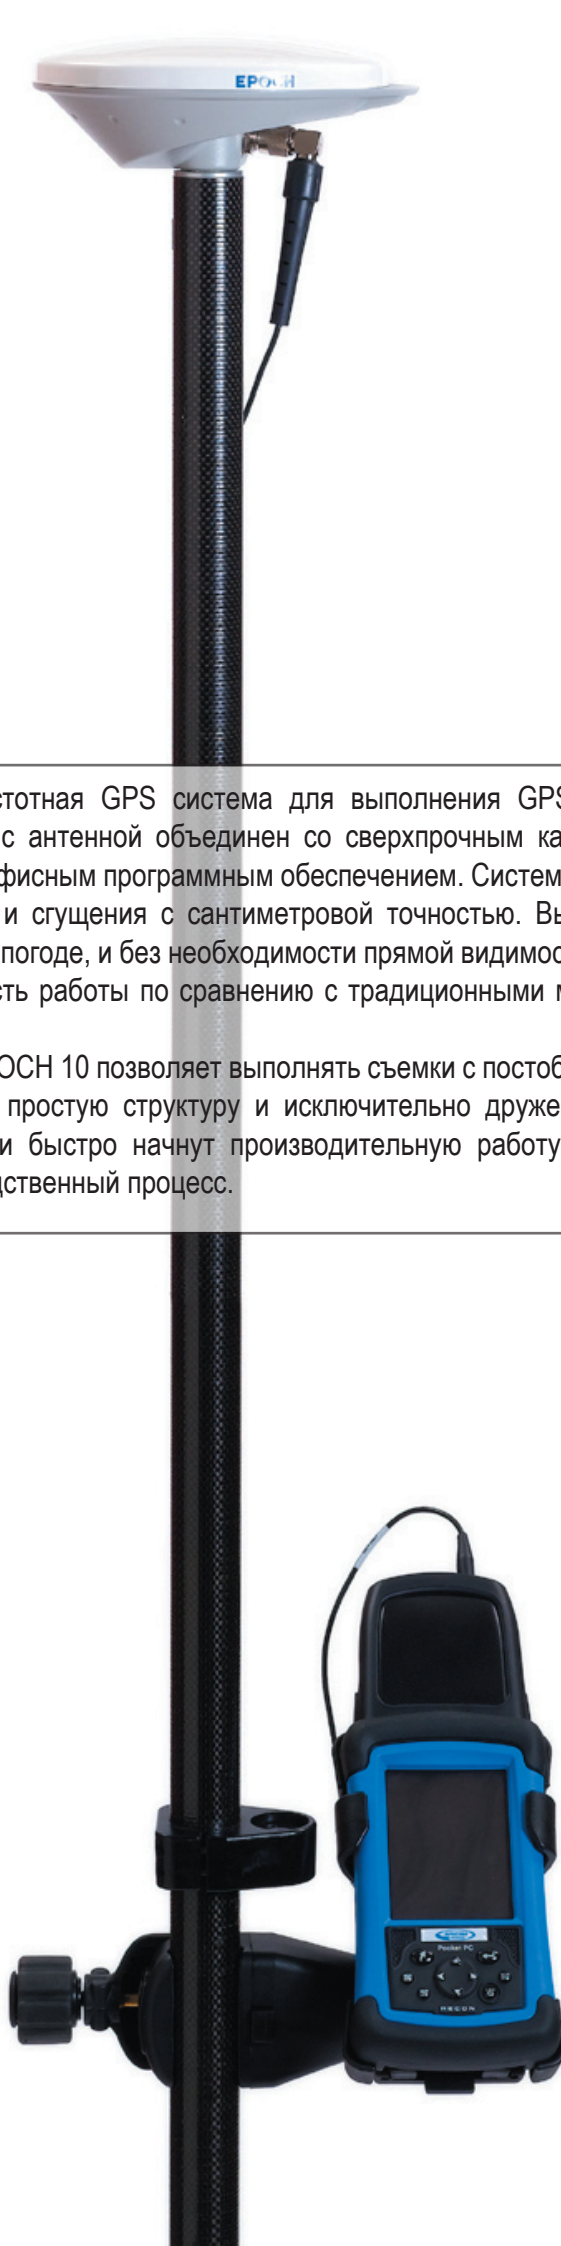 EPOCH
стотная GPS система для выполнения GPS
с антенной объединен со сверхпрочным ка
фисным программным обеспечением. Систем
и сгущения с сантиметровой точностью. Вы
погоде, и без необходимости прямой видимос
сть работы по сравнению с традиционными м
OCH 10 позволяет выполнять съемки с постоб
простую структуру и исключительно друже
и быстро начнут производительную работу
дственный процесс.
Pocket PC
RECON